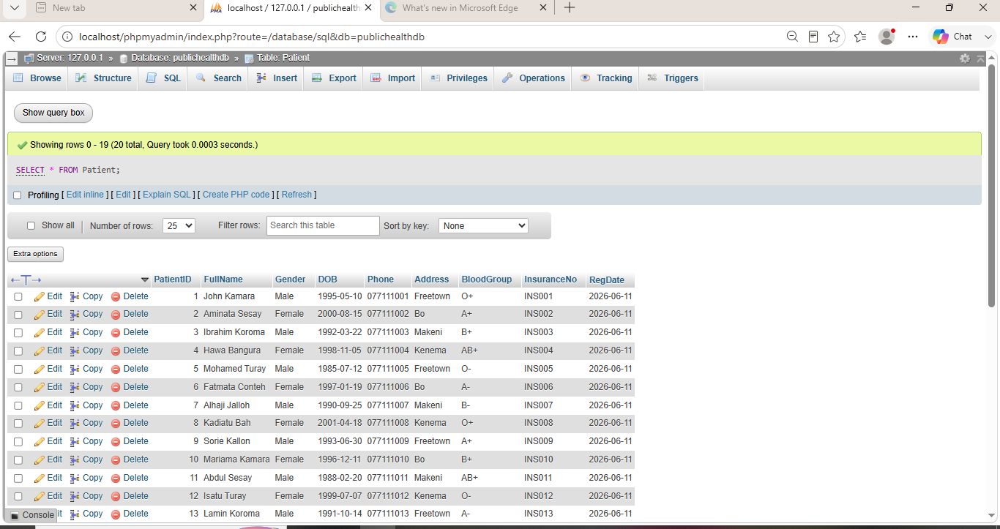 New tab
localhost / 127.0.0.1 / publichealth
What's new in Microsoft Edge
localhost/phpmyadmin/index.php?route=/database/sql&db=publichealthdb
Chat
Server: 127.0.0.1 » Database: publichealthdb » Table: Patient
Browse Structure SQL Search Insert Export Import Privileges Operations Tracking Triggers
Show query box
Showing rows 0 - 19 (20 total, Query took 0.0003 seconds.)
SELECT * FROM Patient;
Profiling [ Edit inline ] [ Edit ] [ Explain SQL ] [ Create PHP code ] [ Refresh ]
Show all Number of rows: 25 Filter rows: Search this table Sort by key: None
Extra options
←T→ PatientID FullName Gender DOB Phone Address BloodGroup InsuranceNo RegDate
Edit Copy Delete 1 John Kamara Male 1995-05-10 077111001 Freetown O+ INS001 2026-06-11
Edit Copy Delete 2 Aminata Sesay Female 2000-08-15 077111002 Bo A+ INS002 2026-06-11
Edit Copy Delete 3 Ibrahim Koroma Male 1992-03-22 077111003 Makeni B+ INS003 2026-06-11
Edit Copy Delete 4 Hawa Bangura Female 1998-11-05 077111004 Kenema AB+ INS004 2026-06-11
Edit Copy Delete 5 Mohamed Turay Male 1985-07-12 077111005 Freetown O- INS005 2026-06-11
Edit Copy Delete 6 Fatmata Conteh Female 1997-01-19 077111006 Bo A- INS006 2026-06-11
Edit Copy Delete 7 Alhaji Jalloh Male 1990-09-25 077111007 Makeni B- INS007 2026-06-11
Edit Copy Delete 8 Kadiatu Bah Female 2001-04-18 077111008 Kenema O+ INS008 2026-06-11
Edit Copy Delete 9 Sorie Kallon Male 1993-06-30 077111009 Freetown A+ INS009 2026-06-11
Edit Copy Delete 10 Mariama Kamara Female 1996-12-11 077111010 Bo B+ INS010 2026-06-11
Edit Copy Delete 11 Abdul Sesay Male 1988-02-20 077111011 Makeni AB+ INS011 2026-06-11
Edit Copy Delete 12 Isatu Turay Female 1999-07-07 077111012 Kenema O- INS012 2026-06-11
Console it Copy Delete 13 Lamin Koroma Male 1991-10-14 077111013 Freetown A- INS013 2026-06-11